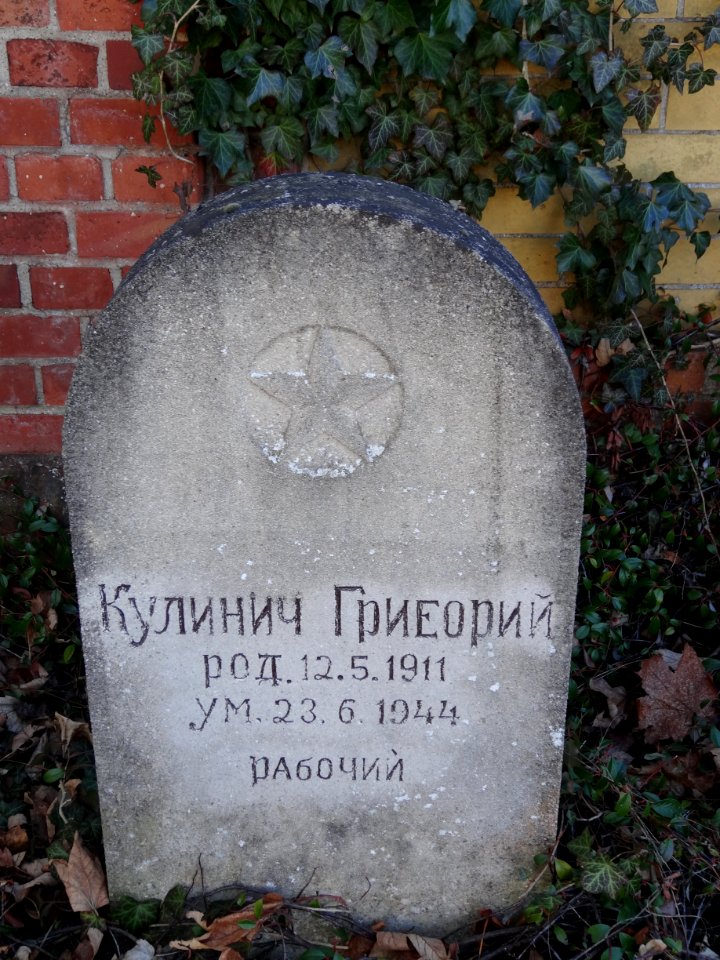 Кулинич Гриеорий
род. 12.5.1911
ум. 23.6.1944
рабочий